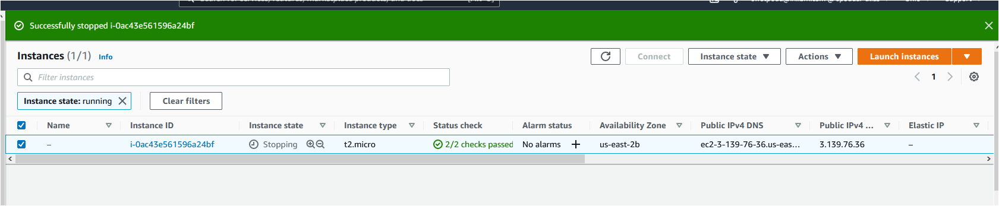 Successfully stopped i-0ac43e561596a24bf
Instances (1/1) Info
Connect Instance state Actions Launch instances
Filter instances
1
Instance state: running Clear filters
Name Instance ID Instance state Instance type Status check Alarm status Availability Zone Public IPv4 DNS Public IPv4 ... Elastic IP
– i-0ac43e561596a24bf Stopping t2.micro 2/2 checks passed No alarms + us-east-2b ec2-3-139-76-36.us-eas... 3.139.76.36 –